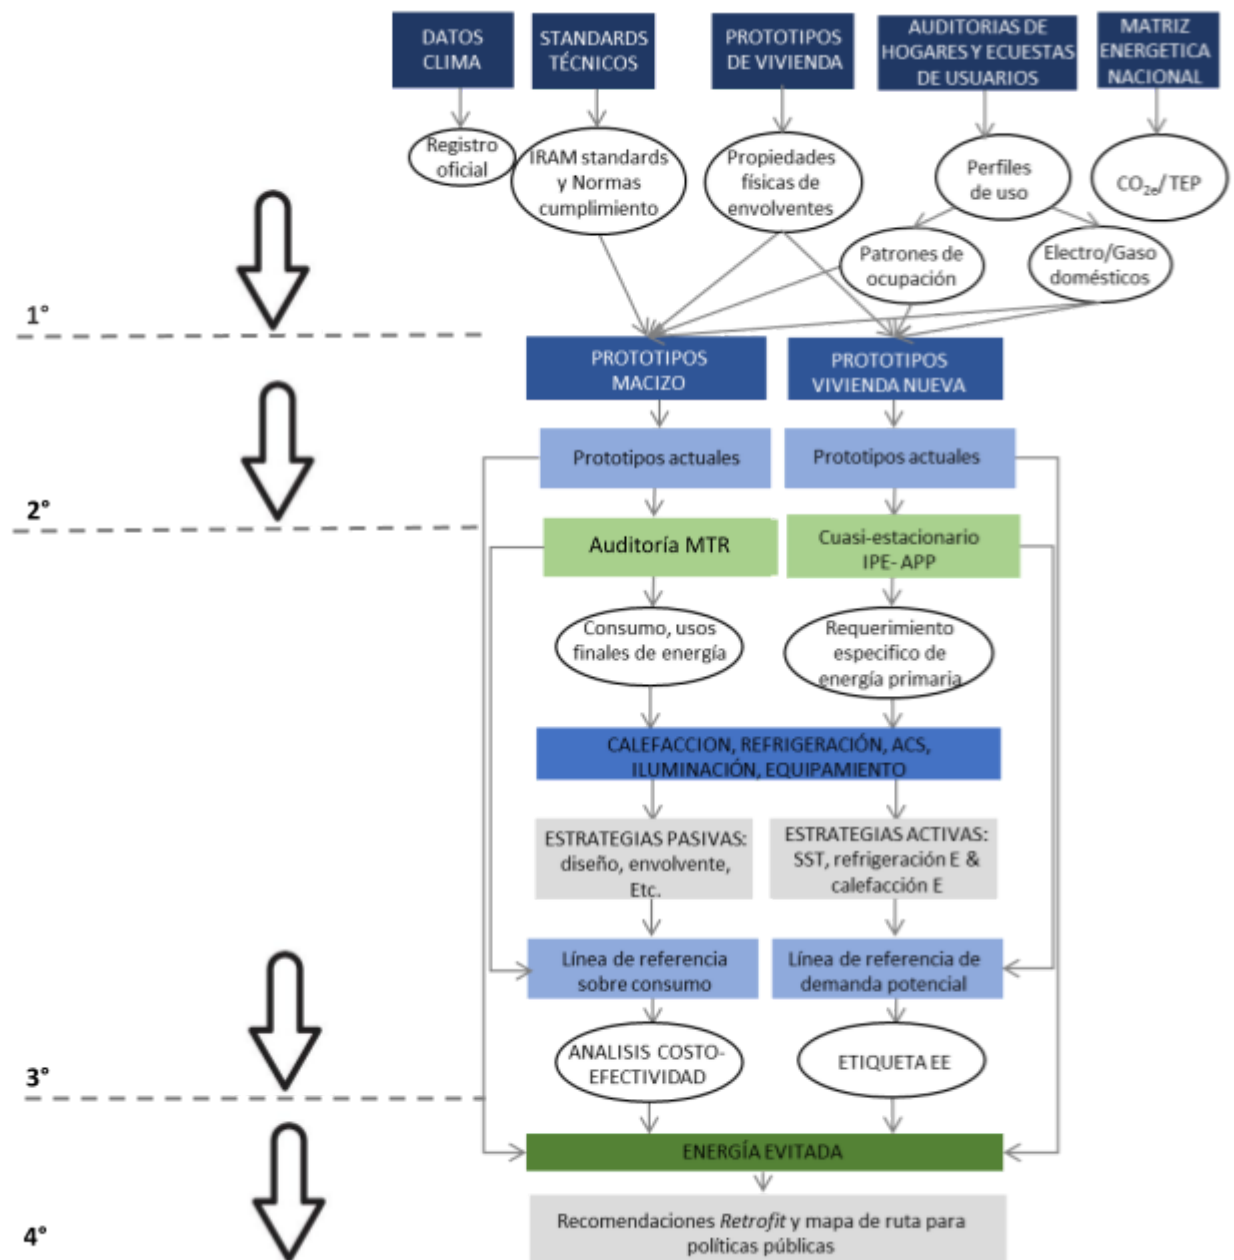 DATOS
CLIMA
STANDARDS
TÉCNICOS
PROTOTIPOS
DE VIVIENDA
AUDITORIAS DE
HOGARES Y ECUESTAS
DE USUARIOS
MATRIZ
ENERGETICA
NACIONAL
Registro
oficial
IRAM standards
y Normas
cumplimiento
Propiedades
físicas de
envolventes
Perfiles
de uso
CO2e/ TEP
Patrones de
ocupación
Electro/Gaso
domésticos
1°
PROTOTIPOS
MACIZO
PROTOTIPOS
VIVIENDA NUEVA
Prototipos actuales
Prototipos actuales
2°
Auditoría MTR
Cuasi-estacionario
IPE- APP
Consumo, usos
finales de energía
Requerimiento
especifico de
energía primaria
CALEFACCION, REFRIGERACIÓN, ACS,
ILUMINACIÓN, EQUIPAMIENTO
ESTRATEGIAS PASIVAS:
diseño, envolvente,
Etc.
ESTRATEGIAS ACTIVAS:
SST, refrigeración E &
calefacción E
Línea de referencia
sobre consumo
Línea de referencia de
demanda potencial
ANALISIS COSTO-
EFECTIVIDAD
ETIQUETA EE
3°
ENERGÍA EVITADA
Recomendaciones Retrofit y mapa de ruta para
políticas públicas
4°